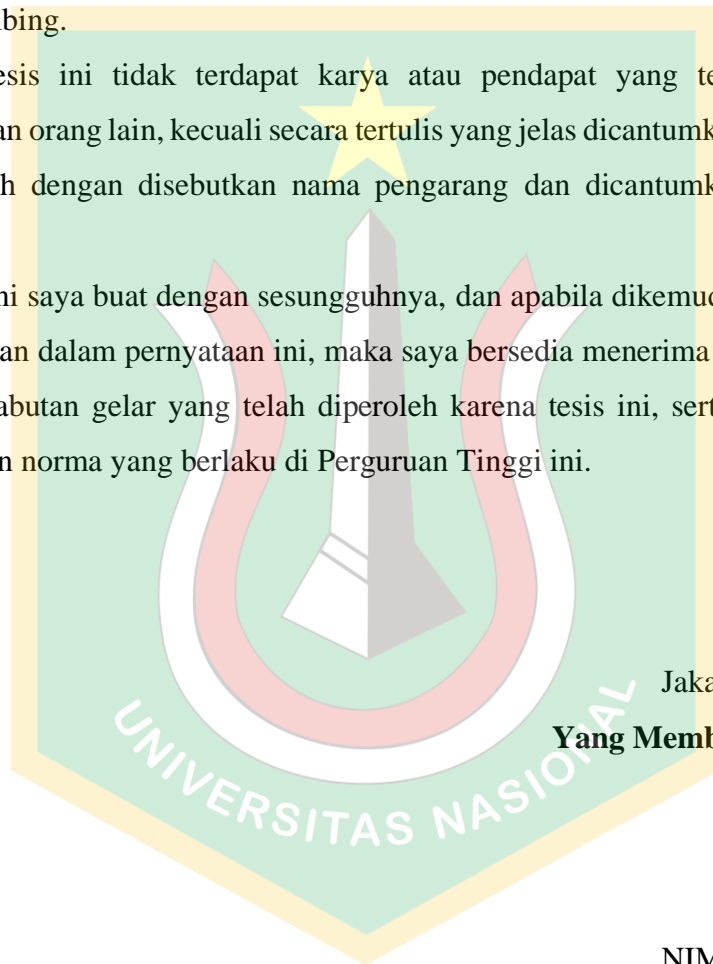 bing.
esis ini tidak terdapat karya atau pendapat yang te
an orang lain, kecuali secara tertulis yang jelas dicantumk
h dengan disebutkan nama pengarang dan dicantumk
ni saya buat dengan sesungguhnya, dan apabila dikemud
an dalam pernyataan ini, maka saya bersedia menerima
abutan gelar yang telah diperoleh karena tesis ini, sert
n norma yang berlaku di Perguruan Tinggi ini.
Jaka
Yang Memb
UNIVERSITAS NASIONAL
NIM